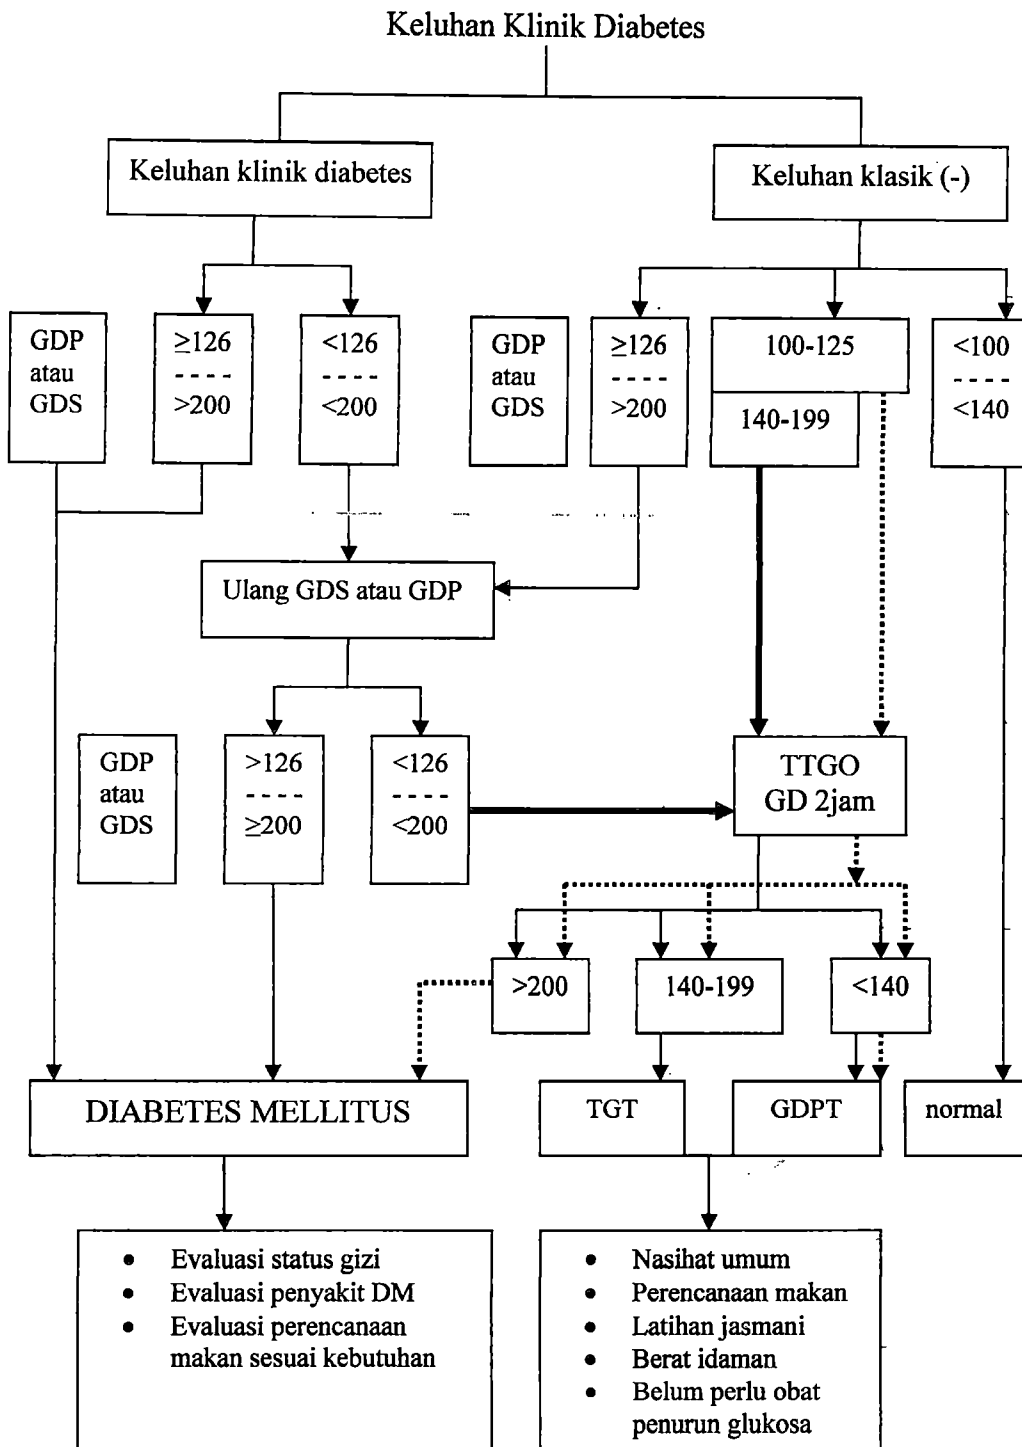 Keluhan Klinik Diabetes
Keluhan klinik diabetes
Keluhan klasik (-)
GDP
atau
GDS
≥126
----
>200
<126
----
<200
GDP
atau
GDS
≥126
----
>200
100-125
140-199
<100
----
<140
Ulang GDS atau GDP
GDP
atau
GDS
>126
----
≥200
<126
----
<200
TTGO
GD 2jam
>200
140-199
<140
DIABETES MELLITUS
TGT
GDPT
normal
• Evaluasi status gizi
• Evaluasi penyakit DM
• Evaluasi perencanaan
makan sesuai kebutuhan
• Nasihat umum
• Perencanaan makan
• Latihan jasmani
• Berat idaman
• Belum perlu obat
penurun glukosa